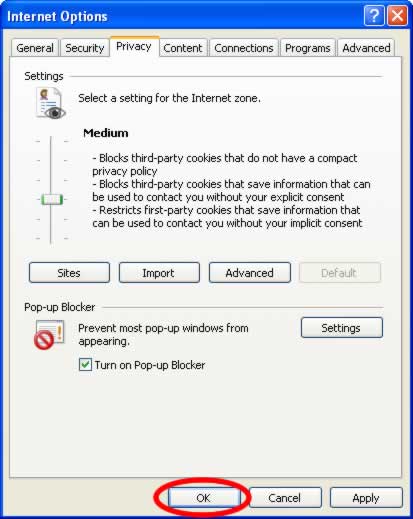 Internet Options
General Security Privacy Content Connections Programs Advanced
Settings
Select a setting for the Internet zone.
Medium
- Blocks third-party cookies that do not have a compact
privacy policy
- Blocks third-party cookies that save information that can
be used to contact you without your explicit consent
- Restricts first-party cookies that save information that
can be used to contact you without your implicit consent
Sites Import Advanced Default
Pop-up Blocker
Prevent most pop-up windows from
appearing.
Settings
Turn on Pop-up Blocker
OK Cancel Apply